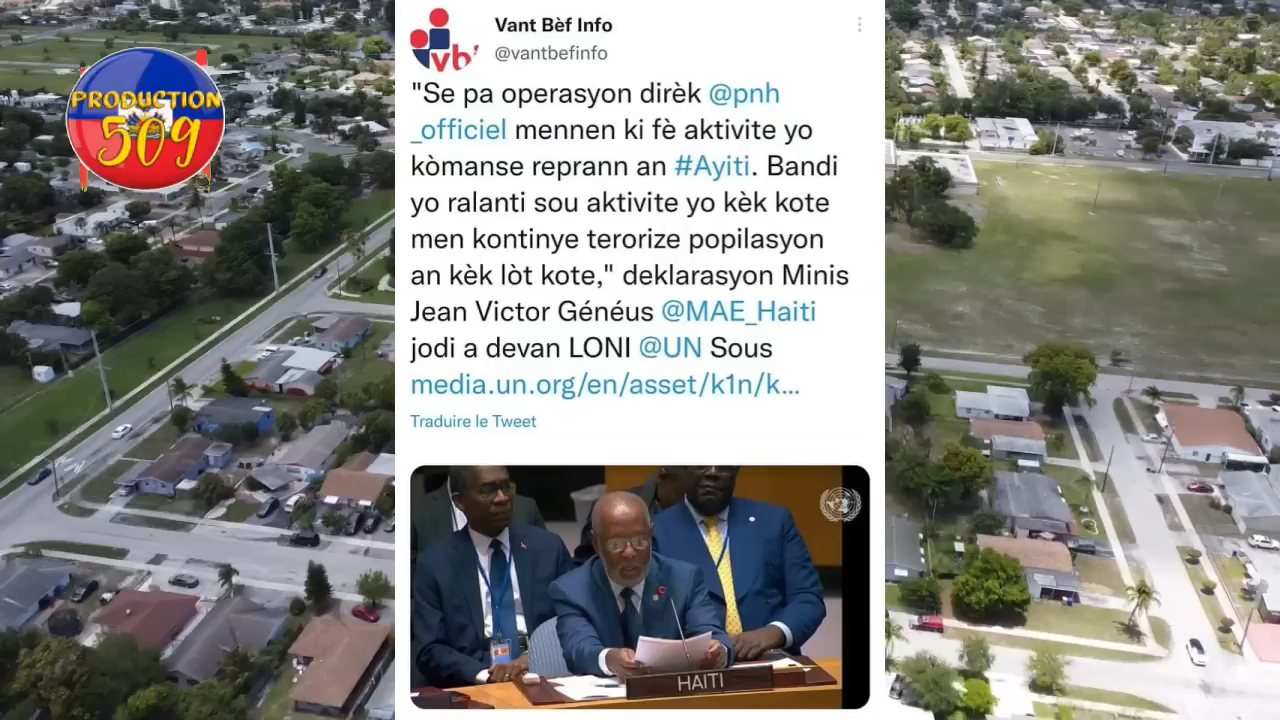 PRODUCTION
509
Vant Bèf Info
@vantbefinfo
vb'
"Se pa operasyon dirèk @pnh
_officiel mennen ki fè aktivite yo
kòmanse reprann an #Ayiti. Bandi
yo ralanti sou aktivite yo kèk kote
men kontinye terorize popilasyon
an kèk lòt kote," deklarasyon Minis
Jean Victor Généus @MAE_Haiti
jodi a devan LONI @UN Sous
media.un.org/en/asset/k1n/k...
Traduire le Tweet
HAITI